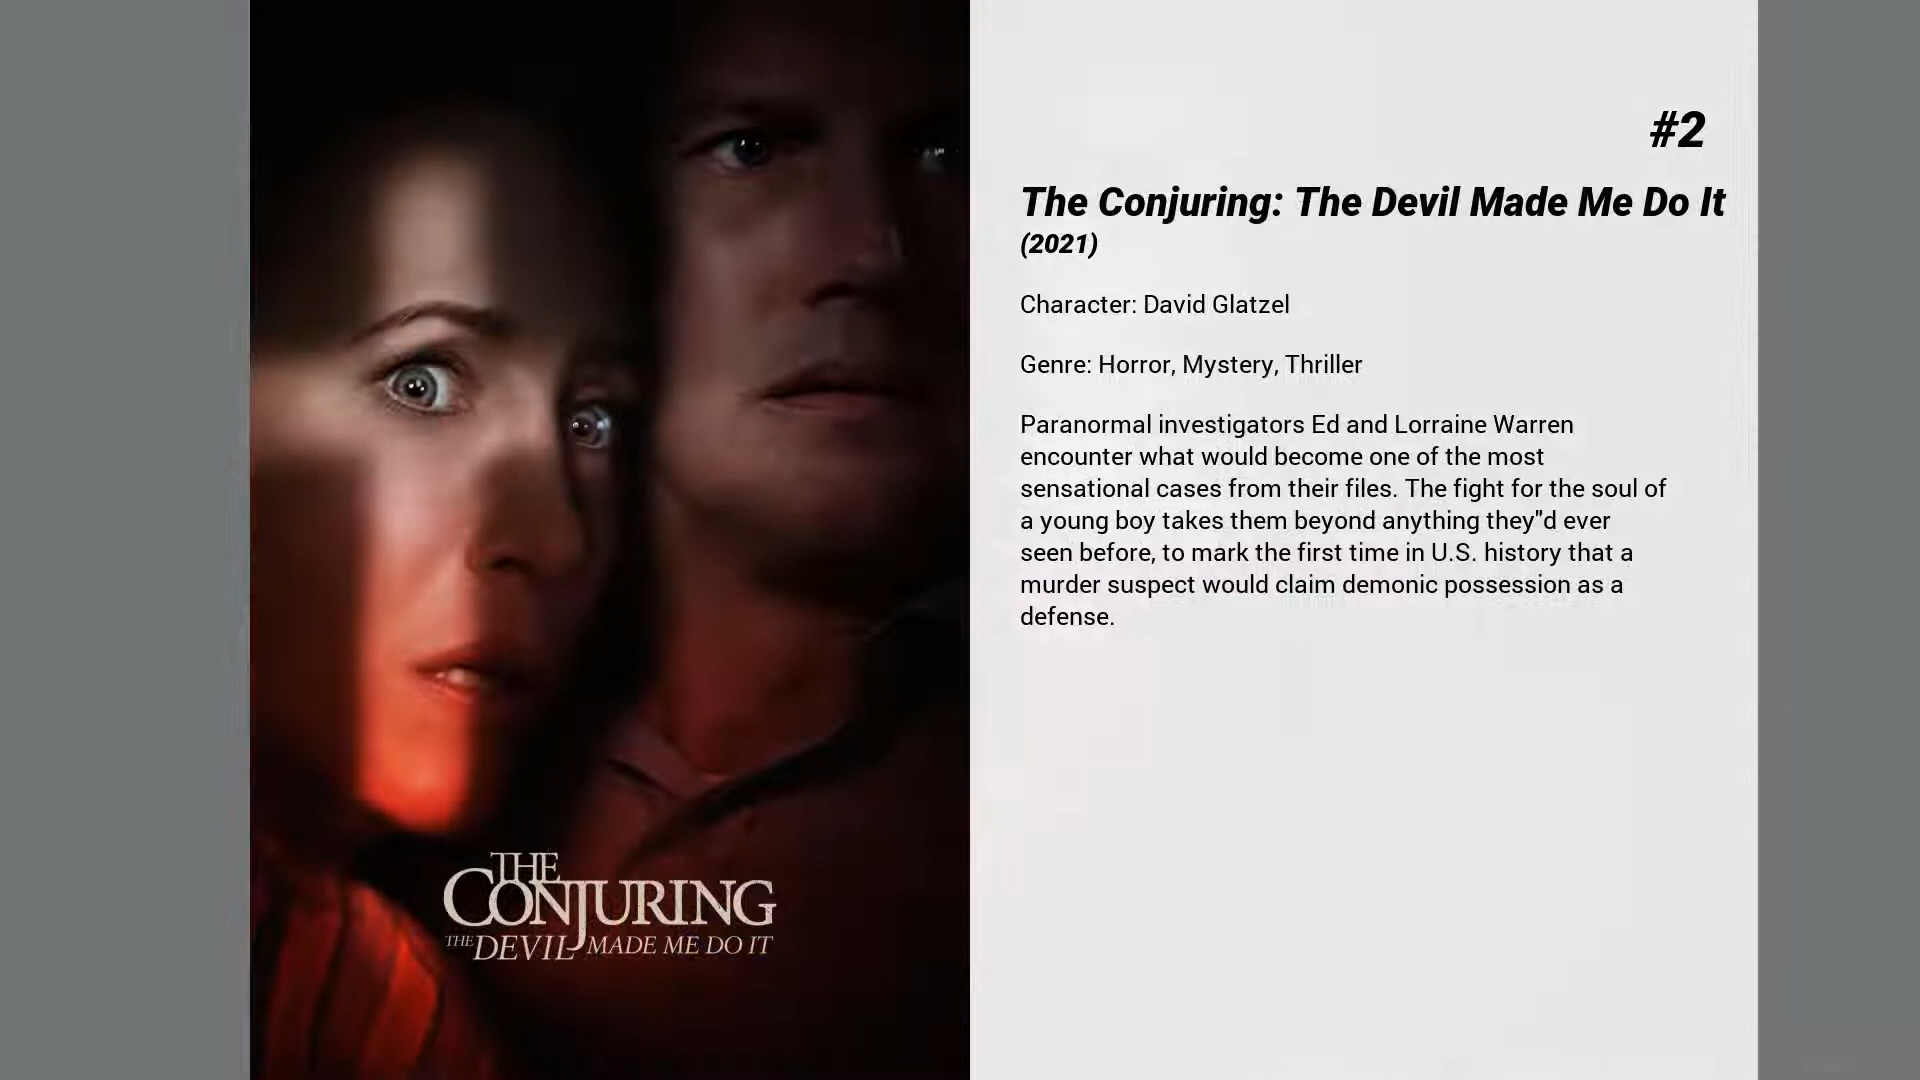 #2
The Conjuring: The Devil Made Me Do It
(2021)
Character: David Glatzel
Genre: Horror, Mystery, Thriller
Paranormal investigators Ed and Lorraine Warren
encounter what would become one of the most
sensational cases from their files. The fight for the soul of
a young boy takes them beyond anything they"d ever
seen before, to mark the first time in U.S. history that a
murder suspect would claim demonic possession as a
defense.
THE
CONJURING
THE DEVIL MADE ME DO IT